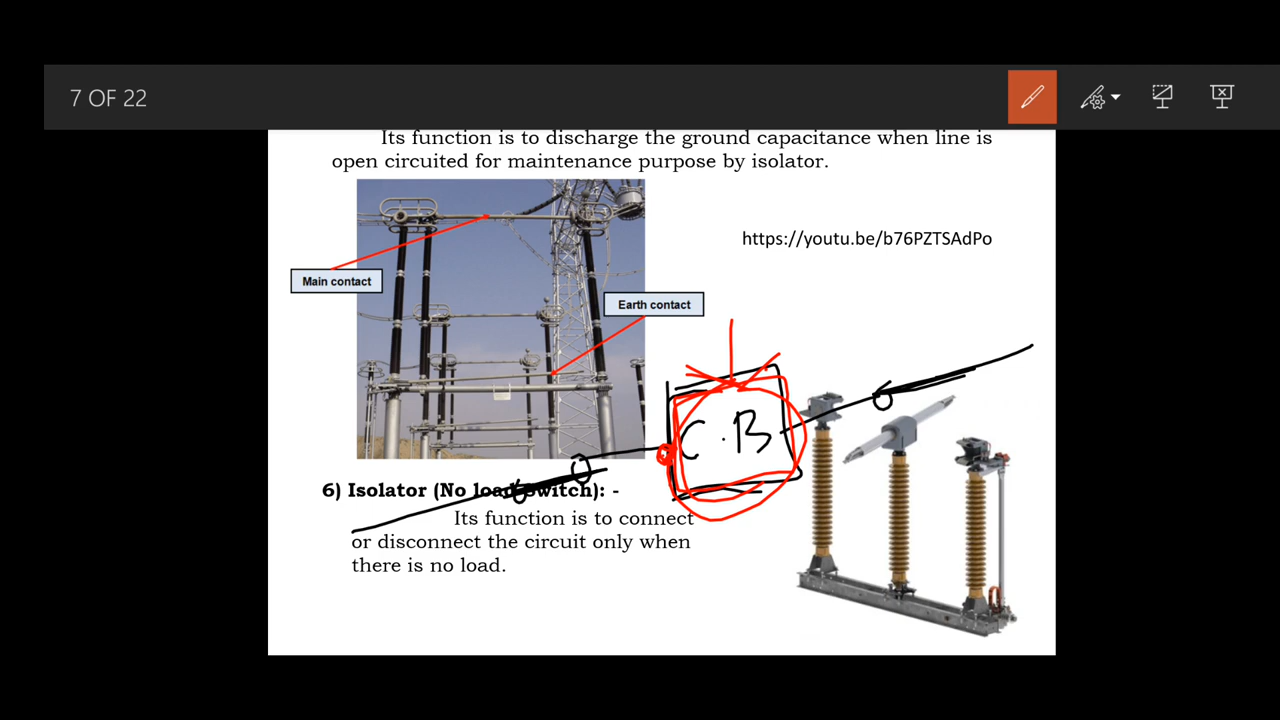 7 OF 22
Its function is to discharge the ground capacitance when line is
open circuited for maintenance purpose by isolator.
https://youtu.be/b76PZTSAdPo
Main contact
Earth contact
C.B
6) Isolator (No load Switch): -
Its function is to connect
or disconnect the circuit only when
there is no load.